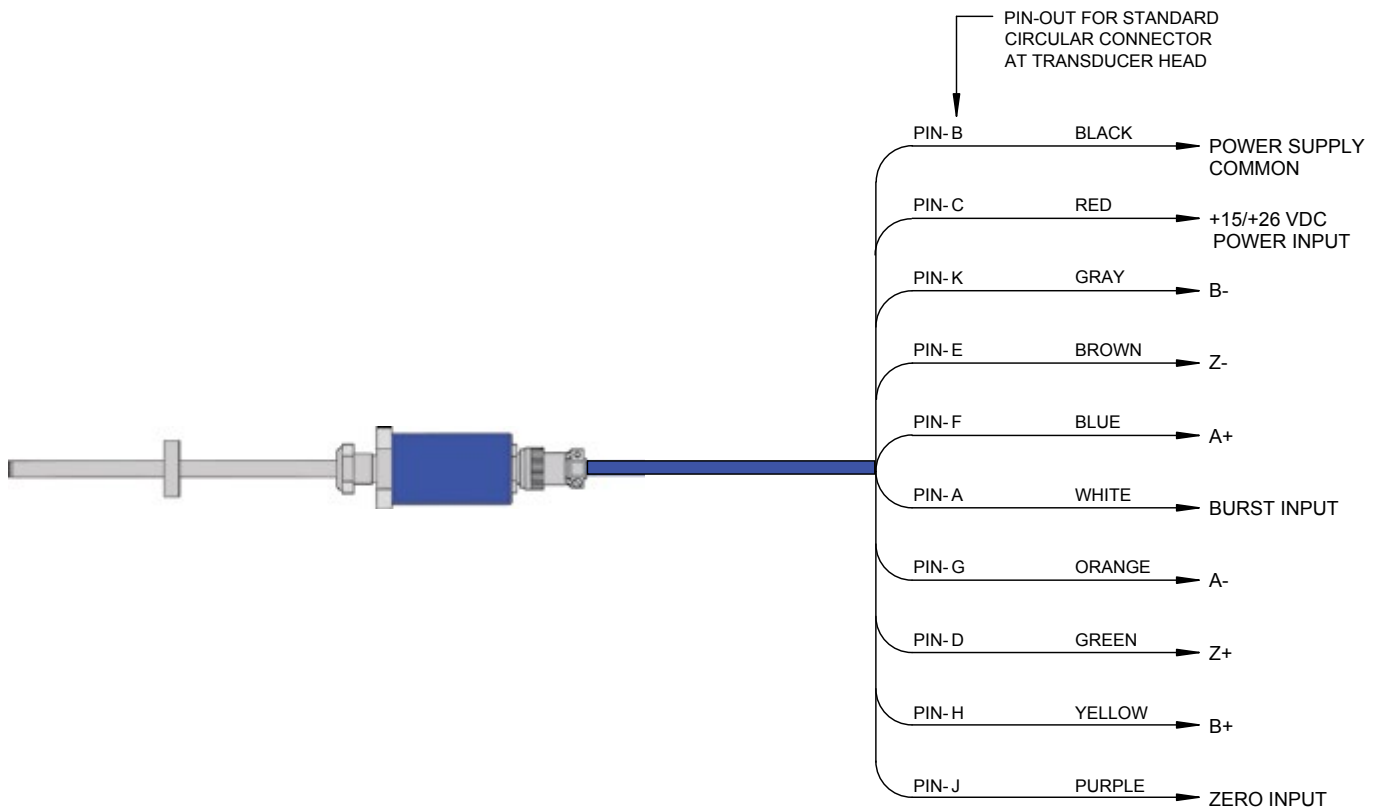 PIN-OUT FOR STANDARD
CIRCULAR CONNECTOR
AT TRANSDUCER HEAD
PIN-B BLACK POWER SUPPLY
COMMON
PIN-C RED +15/+26 VDC
POWER INPUT
PIN-K GRAY B-
PIN-E BROWN Z-
PIN-F BLUE A+
PIN-A WHITE BURST INPUT
PIN-G ORANGE A-
PIN-D GREEN Z+
PIN-H YELLOW B+
PIN-J PURPLE ZERO INPUT